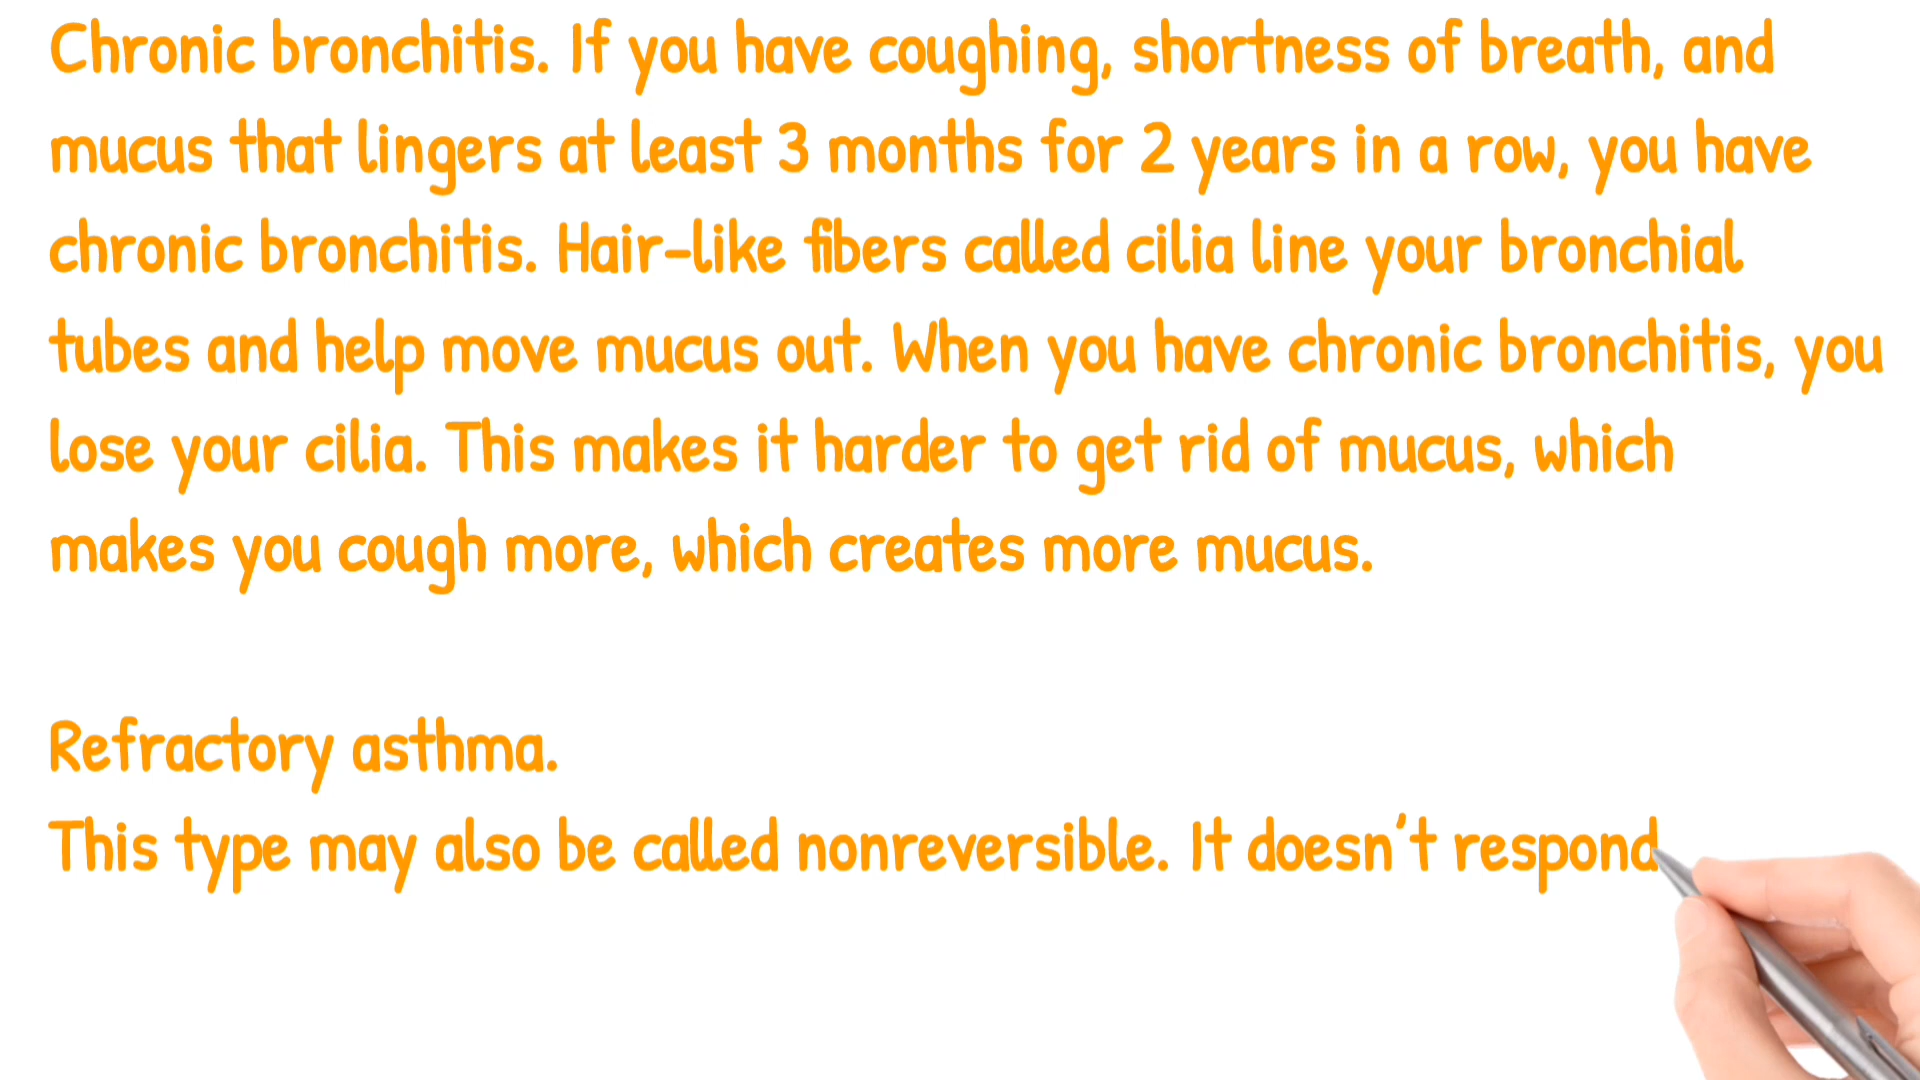 Chronic bronchitis. If you have coughing, shortness of breath, and
mucus that lingers at least 3 months for 2 years in a row, you have
chronic bronchitis. Hair-like fibers called cilia line your bronchial
tubes and help move mucus out. When you have chronic bronchitis, you
lose your cilia. This makes it harder to get rid of mucus, which
makes you cough more, which creates more mucus.
Refractory asthma.
This type may also be called nonreversible. It doesn't respond